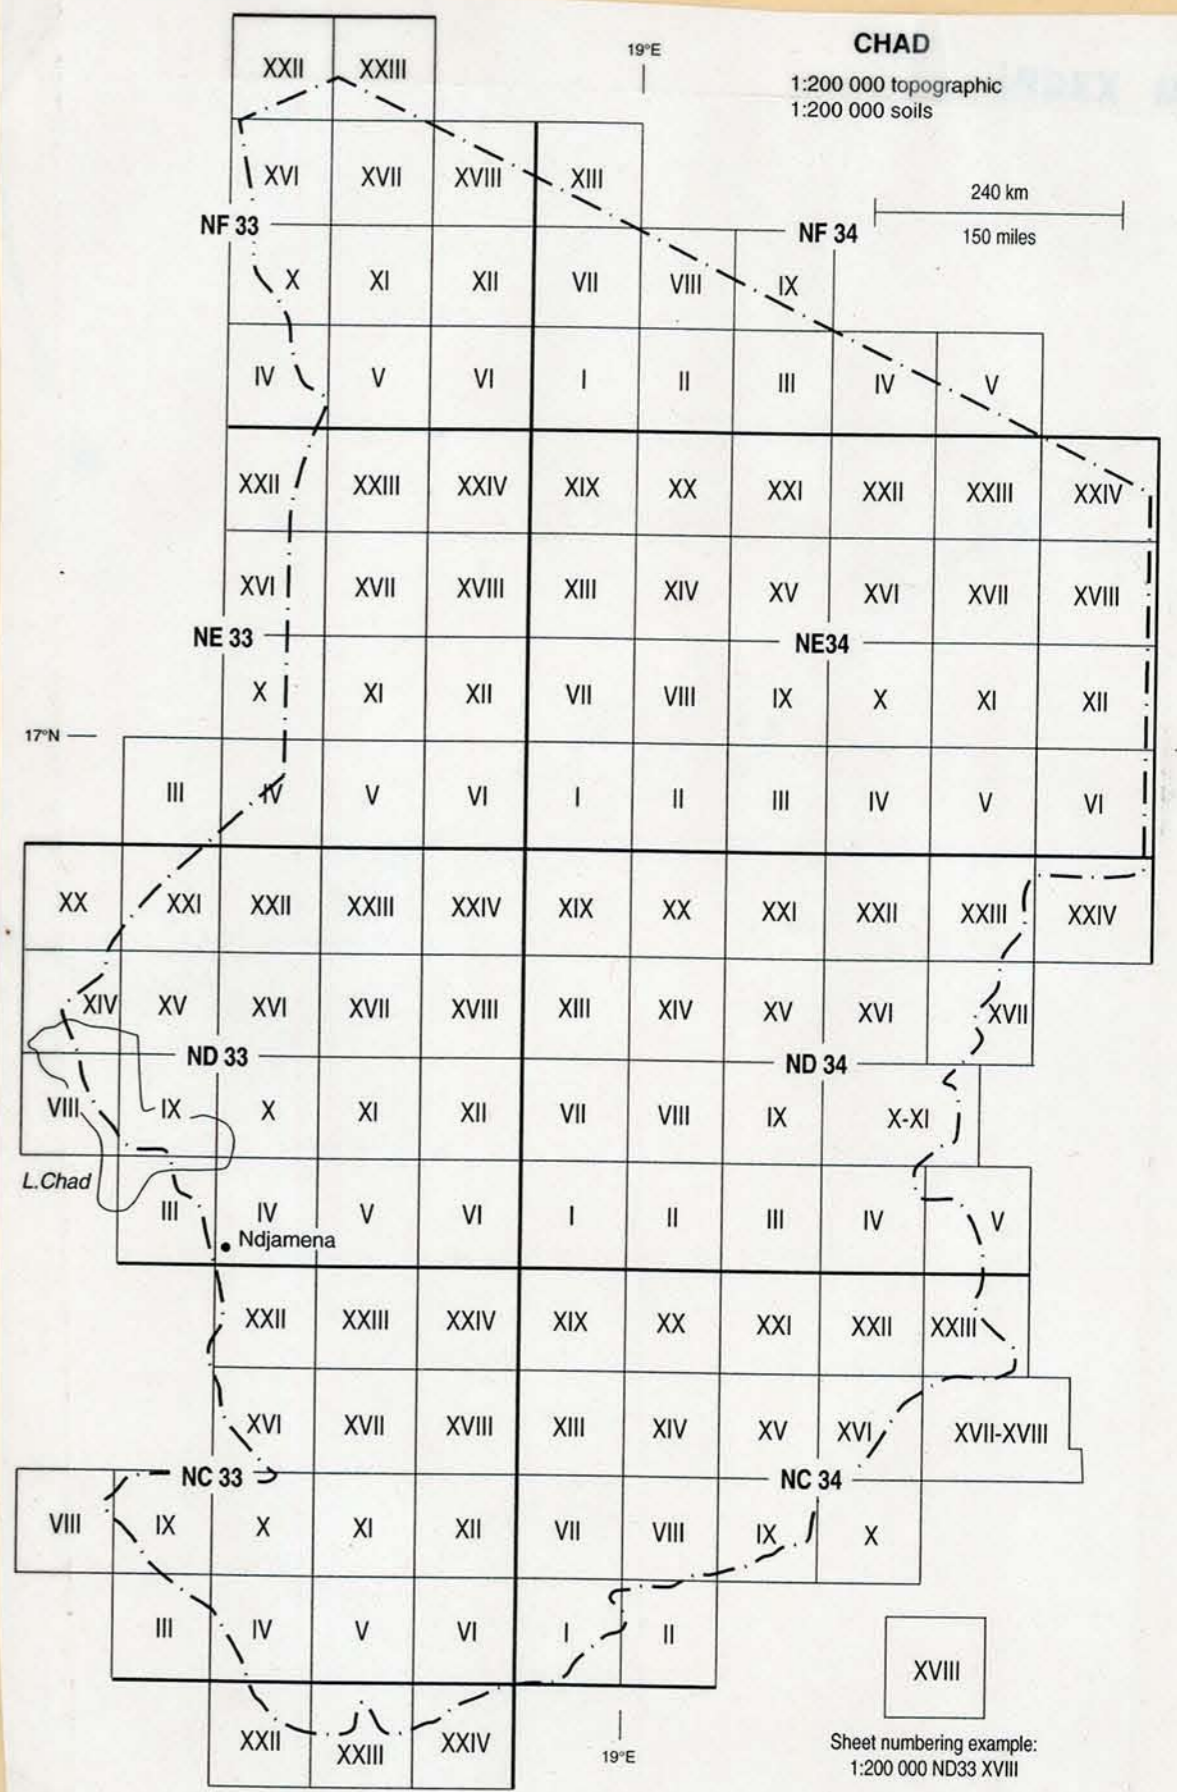 CHAD
19°E
1:200 000 topographic
1:200 000 soils
XXII XXIII
240 km
150 miles
XVI XVII XVIII XIII
NF 33 NF 34
X XI XII VII VIII IX
IV V VI I II III IV V
XXII XXIII XXIV XIX XX XXI XXII XXIII XXIV
XVI XVII XVIII XIII XIV XV XVI XVII XVIII
NE 33 NE34
X XI XII VII VIII IX X XI XII
17°N
III IV V VI I II III IV V VI
XX XXI XXII XXIII XXIV XIX XX XXI XXII XXIII XXIV
XIV XV XVI XVII XVIII XIII XIV XV XVI XVII
ND 33 ND 34
VIII IX X XI XII VII VIII IX X-XI
L.Chad
III IV V VI I II III IV V
Ndjamena
XXII XXIII XXIV XIX XX XXI XXII XXIII
XVI XVII XVIII XIII XIV XV XVI XVII-XVIII
NC 33 NC 34
VIII IX X XI XII VII VIII IX X
III IV V VI I II
XVIII
XXII XXIII XXIV
19°E
Sheet numbering example:
1:200 000 ND33 XVIII